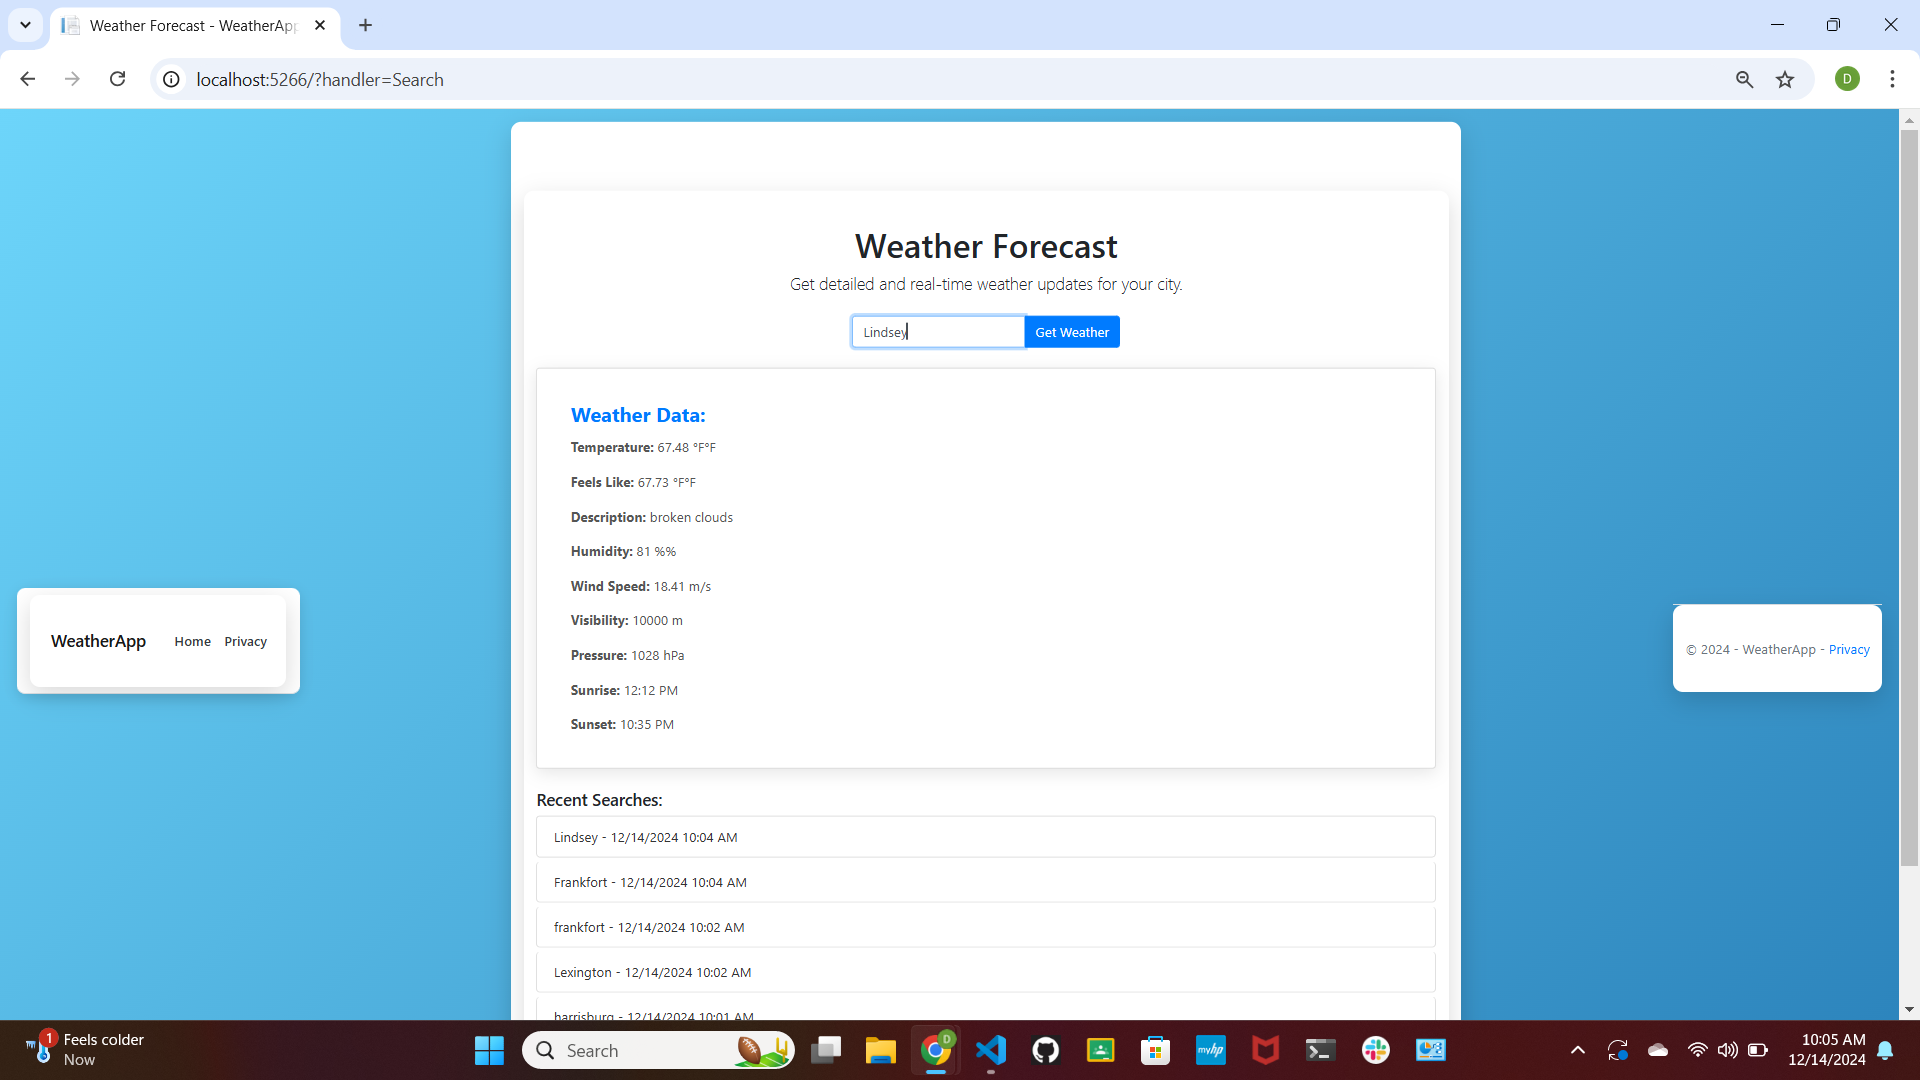 Weather Forecast - WeatherApp
localhost:5266/?handler=Search
D
Weather Forecast
Get detailed and real-time weather updates for your city.
Lindsey
Get Weather
Weather Data:
Temperature: 67.48 °F°F
Feels Like: 67.73 °F°F
Description: broken clouds
Humidity: 81 %%
Wind Speed: 18.41 m/s
Visibility: 10000 m
Pressure: 1028 hPa
Sunrise: 12:12 PM
Sunset: 10:35 PM
WeatherApp Home Privacy
© 2024 - WeatherApp - Privacy
Recent Searches:
Lindsey - 12/14/2024 10:04 AM
Frankfort - 12/14/2024 10:04 AM
frankfort - 12/14/2024 10:02 AM
Lexington - 12/14/2024 10:02 AM
harrisburg - 12/14/2024 10:01 AM
1
Feels colder
Now
Search
D
myhp
10:05 AM
12/14/2024